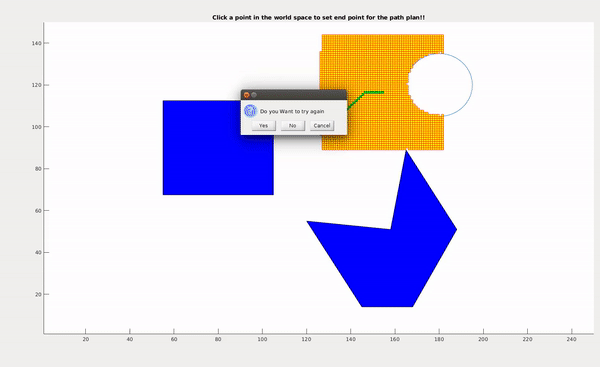 Click a point in the world space to set end point for the path plan!!
140
120
100
80
60
40
20
Do you Want to try again
Yes No Cancel
20 40 60 80 100 120 140 160 180 200 220 240